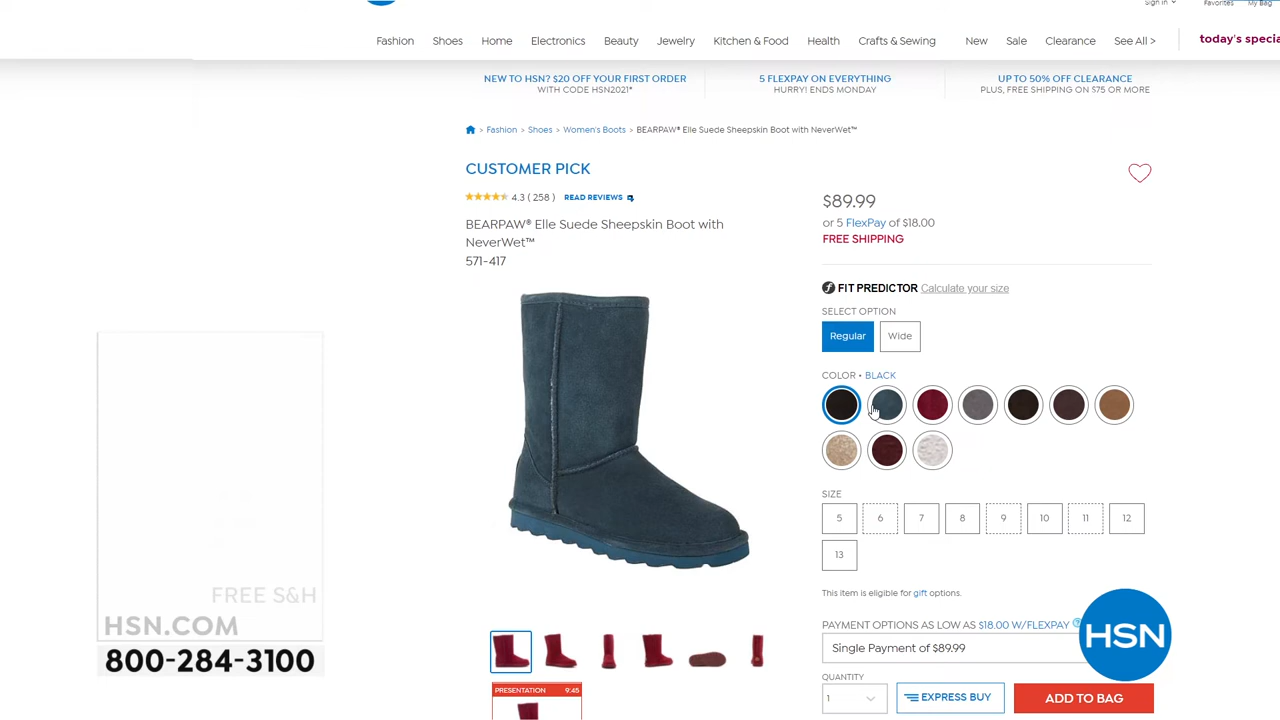 Sign In
Favorites
My Bag
Fashion
Shoes
Home
Electronics
Beauty
Jewelry
Kitchen & Food
Health
Crafts & Sewing
New
Sale
Clearance
See All >
today's
NEW TO HSN? $20 OFF YOUR FIRST ORDER
WITH CODE HSN2021*
5 FLEXPAY ON EVERYTHING
HURRY! ENDS MONDAY
UP TO 50% OFF CLEARANCE
PLUS, FREE SHIPPING ON $75 OR MORE
> Fashion > Shoes > Women's Boots > BEARPAW® Elle Suede Sheepskin Boot with NeverWet™
CUSTOMER PICK
4.3 ( 258 ) READ REVIEWS
BEARPAW® Elle Suede Sheepskin Boot with
NeverWet™
571-417
$89.99
or 5 FlexPay of $18.00
FREE SHIPPING
FIT PREDICTOR Calculate your size
SELECT OPTION
Regular
Wide
COLOR • BLACK
SIZE
5 6 7 8 9 10 11 12
13
This item is eligible for gift options.
PAYMENT OPTIONS AS LOW AS $18.00 W/FLEXPAY ?
Single Payment of $89.99
QUANTITY
1
EXPRESS BUY
ADD TO BAG
HSN
PRESENTATION 9:45
FREE S&H
HSN.COM
800-284-3100